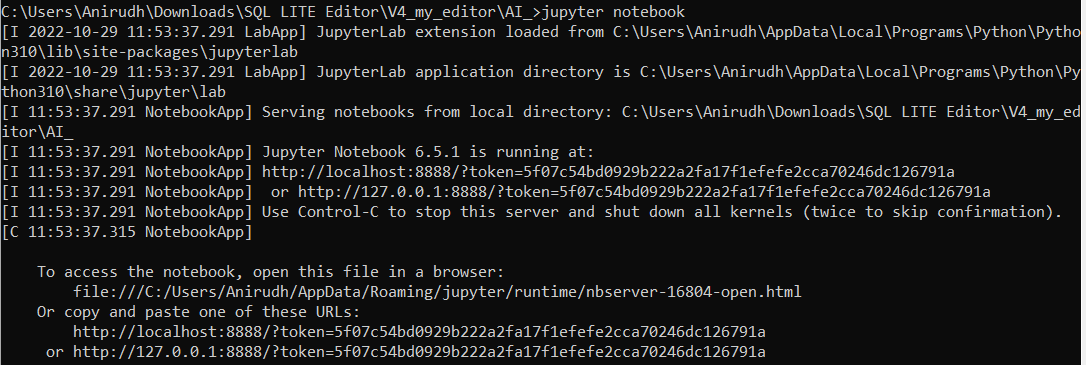 C:\Users\Anirudh\Downloads\SQL LITE Editor\V4_my_editor\AI_>jupyter notebook
[I 2022-10-29 11:53:37.291 LabApp] JupyterLab extension loaded from C:\Users\Anirudh\AppData\Local\Programs\Python\Pytho
n310\lib\site-packages\jupyterlab
[I 2022-10-29 11:53:37.291 LabApp] JupyterLab application directory is C:\Users\Anirudh\AppData\Local\Programs\Python\Py
thon310\share\jupyter\lab
[I 11:53:37.291 NotebookApp] Serving notebooks from local directory: C:\Users\Anirudh\Downloads\SQL LITE Editor\V4_my_ed
itor\AI_
[I 11:53:37.291 NotebookApp] Jupyter Notebook 6.5.1 is running at:
[I 11:53:37.291 NotebookApp] http://localhost:8888/?token=5f07c54bd0929b222a2fa17f1efefe2cca70246dc126791a
[I 11:53:37.291 NotebookApp]  or http://127.0.0.1:8888/?token=5f07c54bd0929b222a2fa17f1efefe2cca70246dc126791a
[I 11:53:37.291 NotebookApp] Use Control-C to stop this server and shut down all kernels (twice to skip confirmation).
[C 11:53:37.315 NotebookApp]
To access the notebook, open this file in a browser:
file:///C:/Users/Anirudh/AppData/Roaming/jupyter/runtime/nbserver-16804-open.html
Or copy and paste one of these URLs:
http://localhost:8888/?token=5f07c54bd0929b222a2fa17f1efefe2cca70246dc126791a
or http://127.0.0.1:8888/?token=5f07c54bd0929b222a2fa17f1efefe2cca70246dc126791a